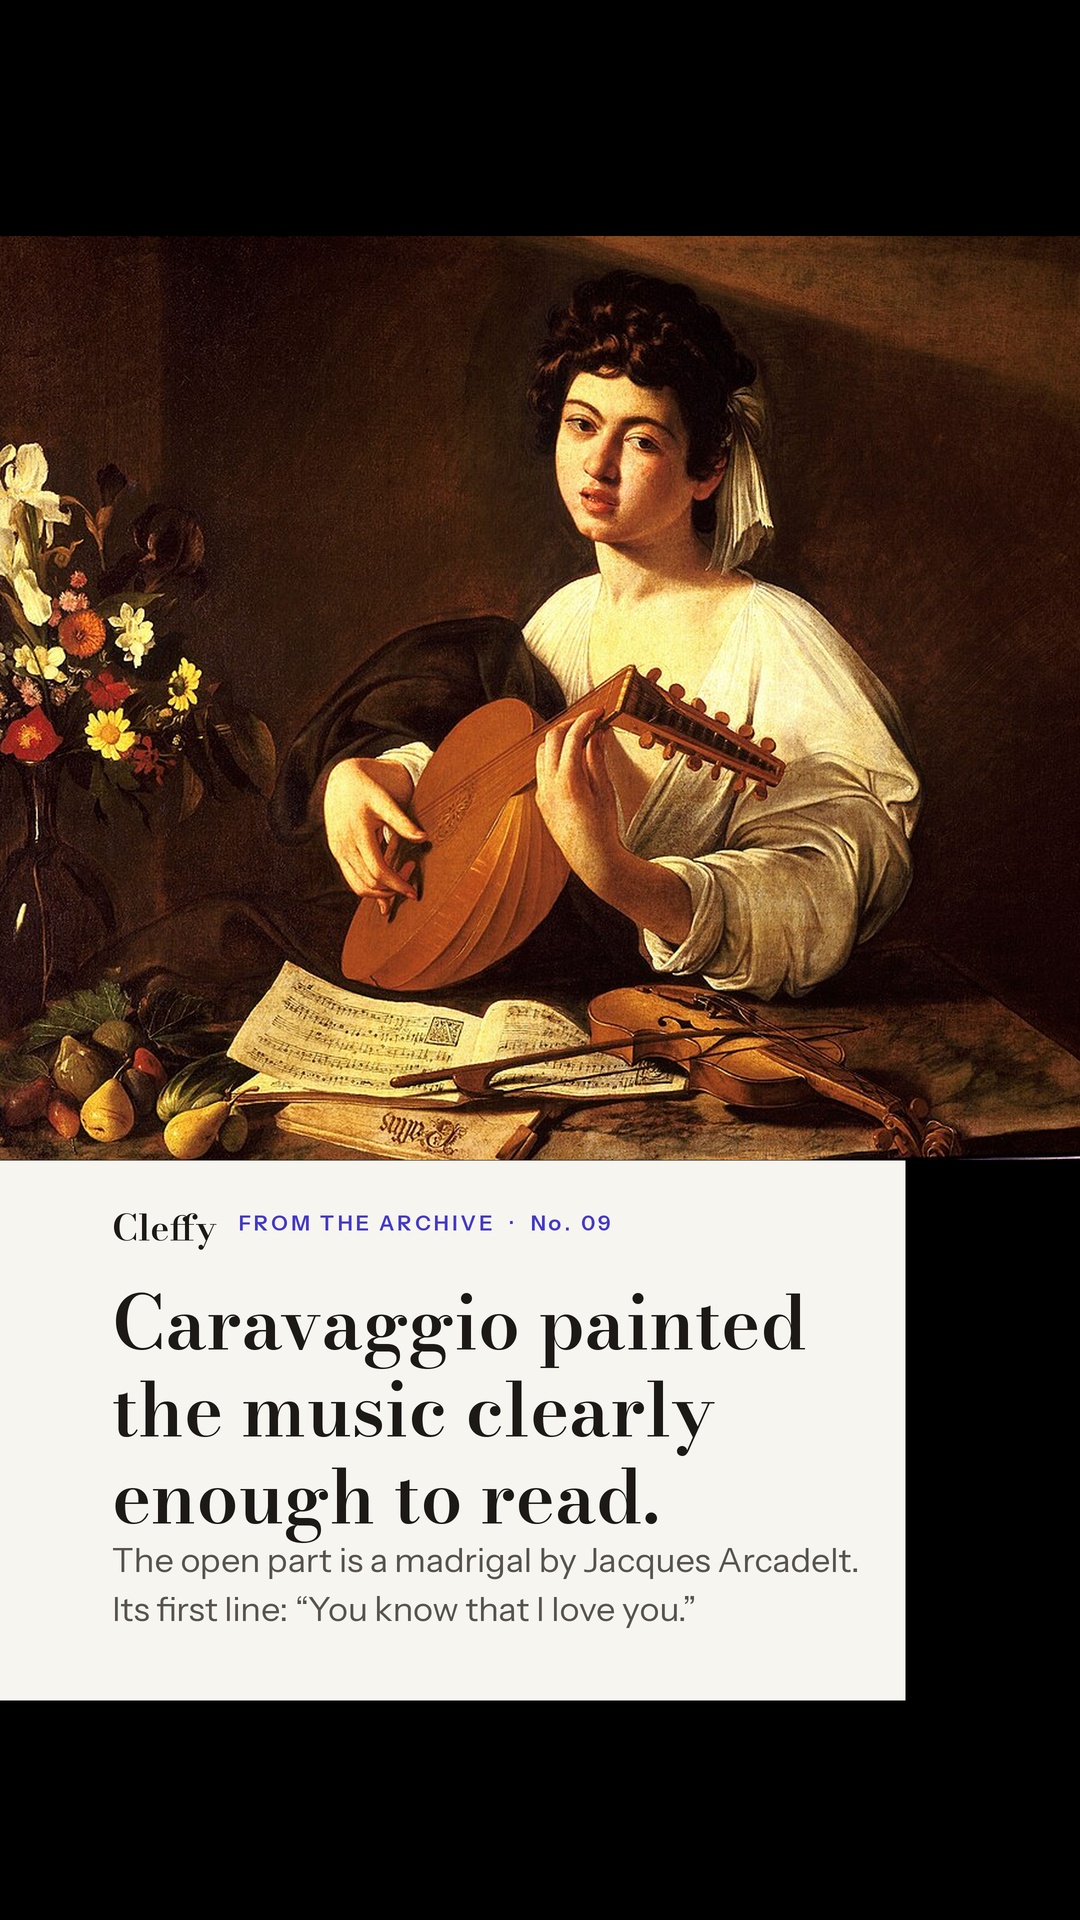 Bassus
Cleffy FROM THE ARCHIVE · No. 09
Caravaggio painted
the music clearly
enough to read.
The open part is a madrigal by Jacques Arcadelt.
Its first line: “You know that I love you.”